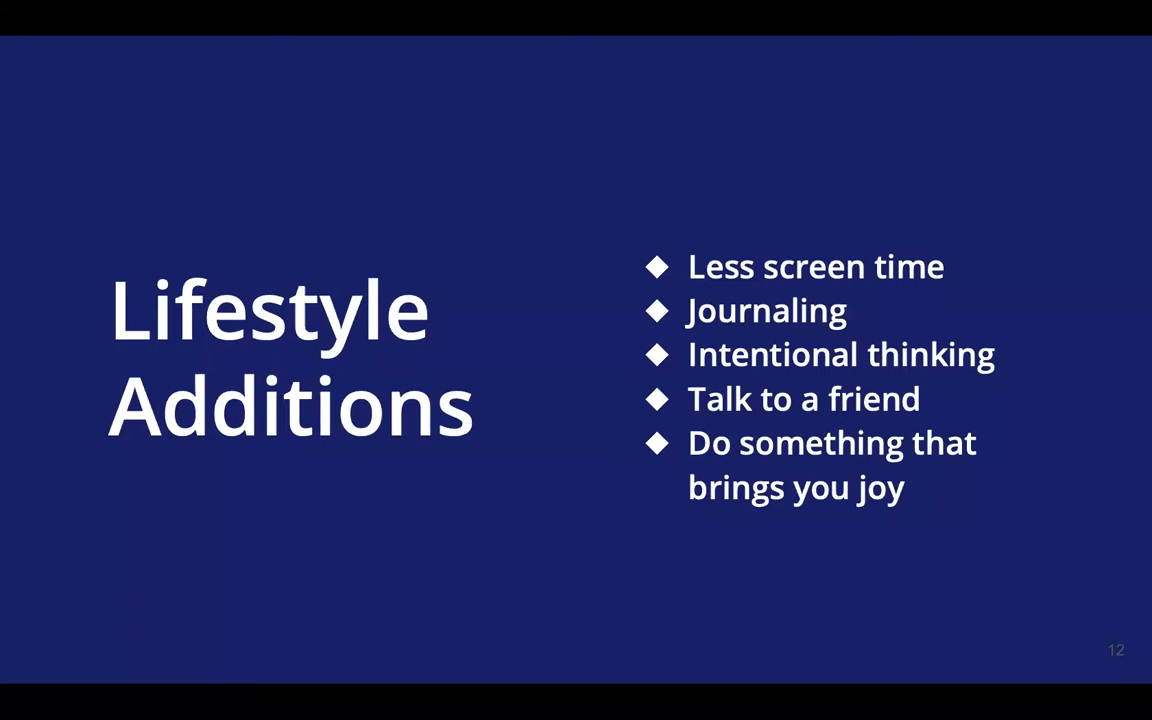 Lifestyle
Additions
◆ Less screen time
◆ Journaling
◆ Intentional thinking
◆ Talk to a friend
◆ Do something that
brings you joy
12